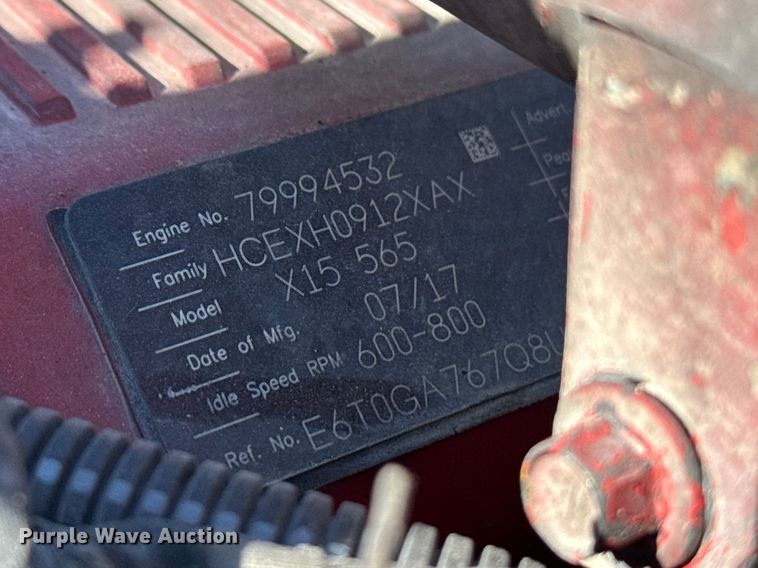 Engine No. 79994532
Family HCEXH0912XAX
Model X15 565
Date of Mfg. 07/17
Idle Speed RPM 600-800
Ref. No.
Advert.
Purple Wave Auction